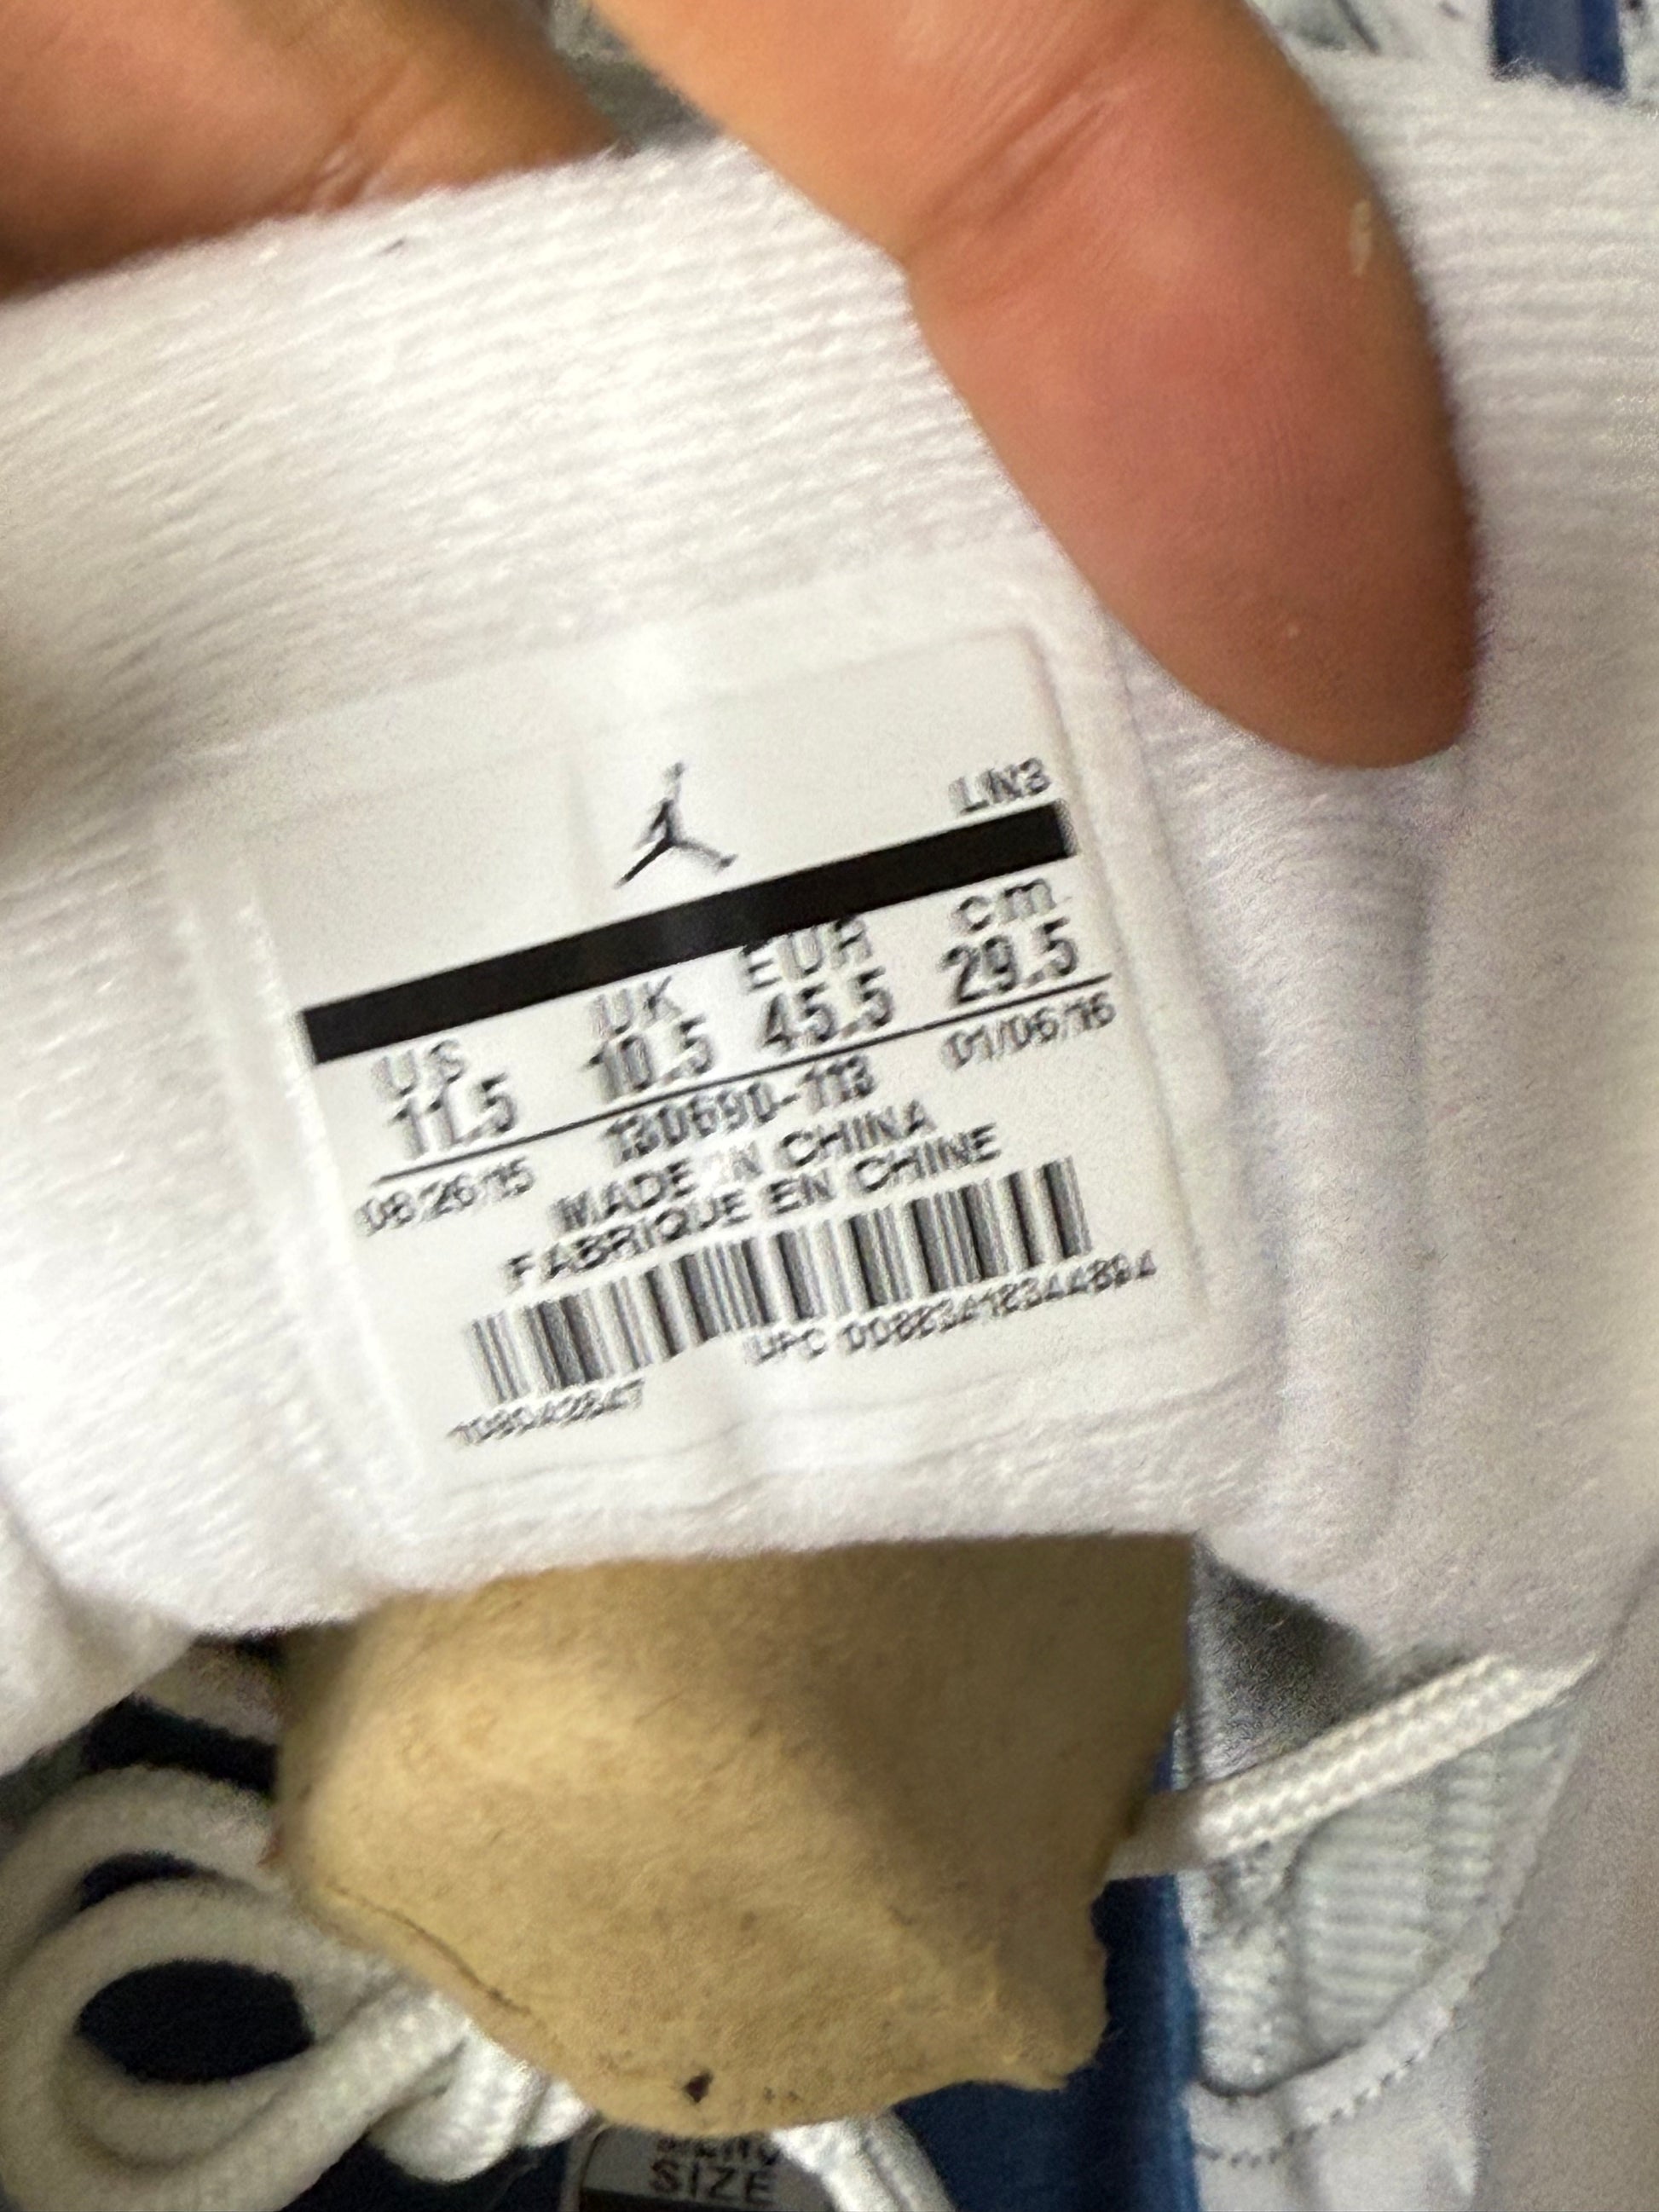 LN3
US UK EUR cm
11.5 10.5 45.5 29.5
08/26/15 130690-113 01/06/16
MADE IN CHINA
FABRIQUE EN CHINE
UPC 00883418344894
SIZE